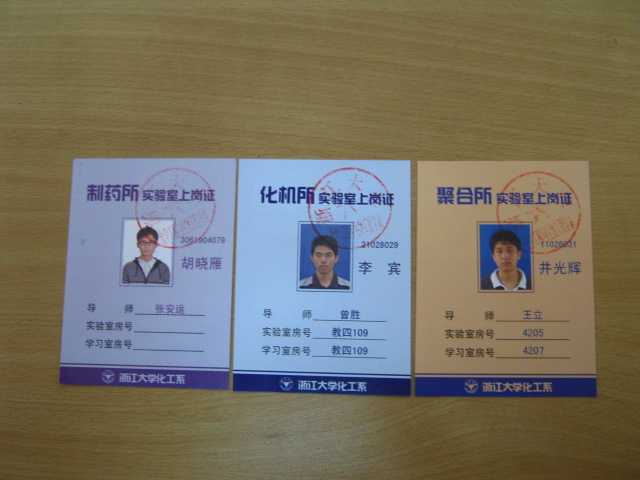 制药所 实验室上岗证
3061904079
胡晓雁
导 师 张安运
实验室房号
学习室房号
浙江大学化工系
化机所 实验室上岗证
21028029
李 宾
导 师 曾胜
实验室房号 教四109
学习室房号 教四109
浙江大学化工系
聚合所 实验室上岗证
11028031
井光辉
导 师 王立
实验室房号 4205
学习室房号 4207
浙江大学化工系